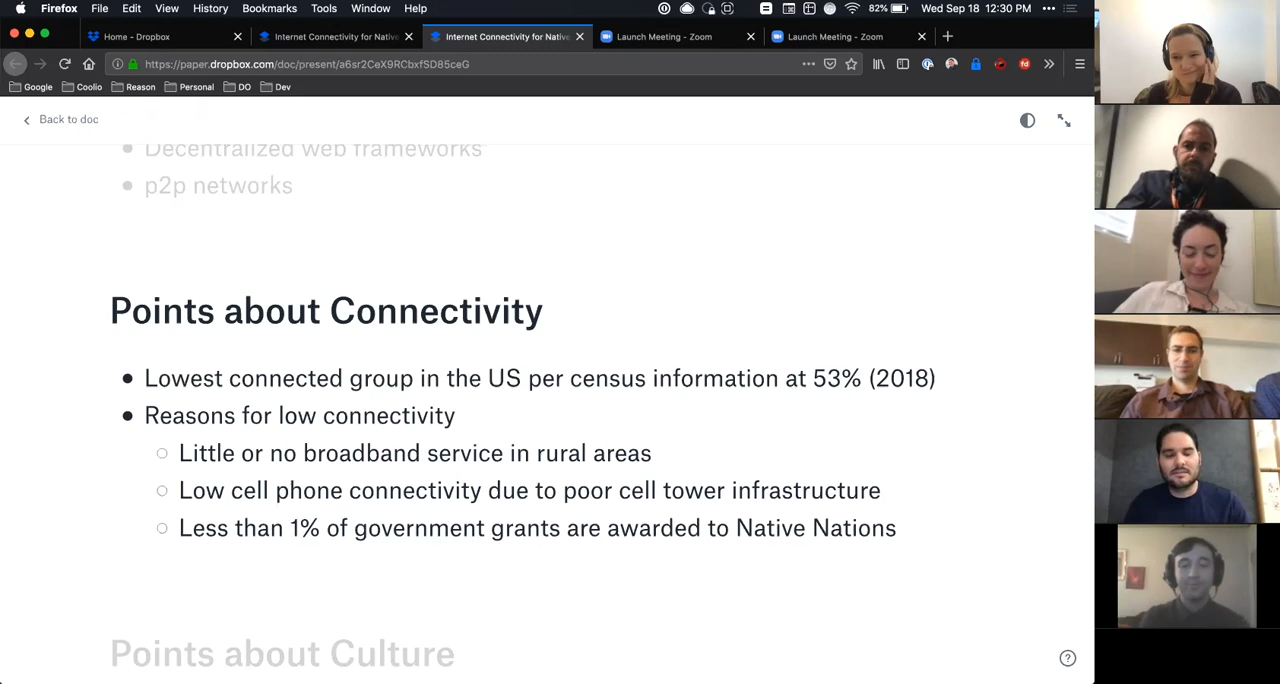 Firefox File Edit View History Bookmarks Tools Window Help 82% Wed Sep 18 12:30 PM
Home - Dropbox Internet Connectivity for Native Internet Connectivity for Native Launch Meeting - Zoom Launch Meeting - Zoom
https://paper.dropbox.com/doc/present/a6sr2CeX9RCbxfSD85ceG
Google Coolio Reason Personal DO Dev
Back to doc
Decentralized web frameworks
p2p networks
Points about Connectivity
Lowest connected group in the US per census information at 53% (2018)
Reasons for low connectivity
Little or no broadband service in rural areas
Low cell phone connectivity due to poor cell tower infrastructure
Less than 1% of government grants are awarded to Native Nations
Points about Culture